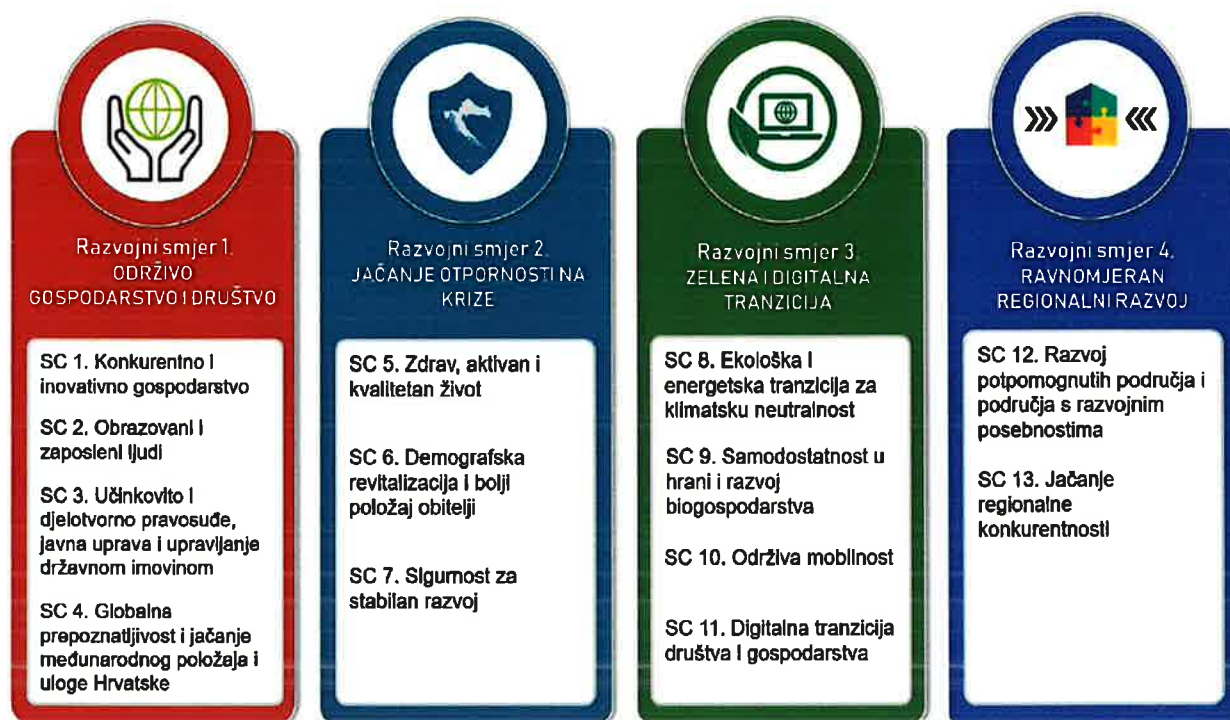 Razvojni smjer 1.
ODRŽIVO
GOSPODARSTVO I DRUŠTVO
SC 1. Konkurentno i
inovativno gospodarstvo
SC 2. Obrazovani i
zaposleni ljudi
SC 3. Učinkovito i
djelotvorno pravosuđe,
javna uprava i upravljanje
državnom imovinom
SC 4. Globalna
prepoznatljivost i jačanje
međunarodnog položaja i
uloge Hrvatske
Razvojni smjer 2.
JAČANJE OTPORNOSTI NA
KRIZE
SC 5. Zdrav, aktivan i
kvalitetan život
SC 6. Demografska
revitalizacija i bolji
položaj obitelji
SC 7. Sigurnost za
stabilan razvoj
Razvojni smjer 3.
ZELENA I DIGITALNA
TRANZICIJA
SC 8. Ekološka i
energetska tranzicija za
klimatsku neutralnost
SC 9. Samodostatnost u
hrani i razvoj
biogospodarstva
SC 10. Održiva mobilnost
SC 11. Digitalna tranzicija
društva i gospodarstva
Razvojni smjer 4.
RAVNOMJERAN
REGIONALNI RAZVOJ
SC 12. Razvoj
potpomognutih područja i
područja s razvojnim
posebnostima
SC 13. Jačanje
regionalne
konkurentnosti